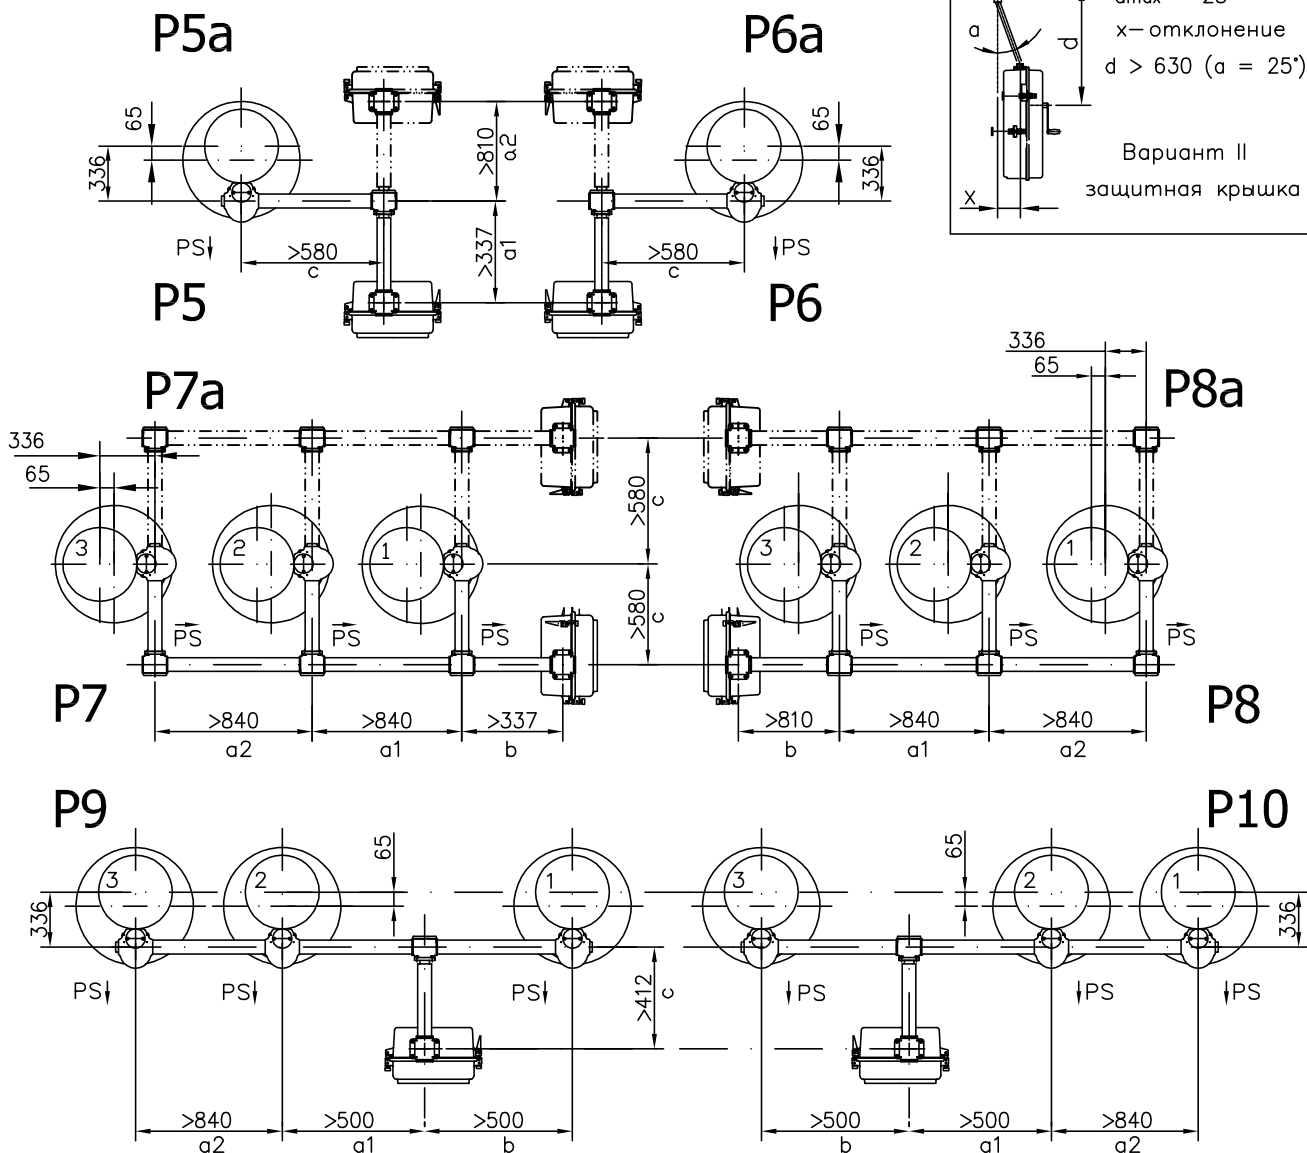 P5a
P6a
65
336
>810
a2
65
336
PS
>580
c
>337
a1
>580
c
PS
P5
P6
a
d
x–отклонение
d > 630 (a = 25°)
Вариант II
защитная крышка
x
P7a
P8a
336
65
336
65
3
2
1
>580
c
3
2
1
>580
c
PS
PS
PS
PS
PS
PS
P7
P8
>840
a2
>840
a1
>337
b
>810
b
>840
a1
>840
a2
P9
P10
3
2
65
1
3
65
2
1
336
336
PS
PS
PS
>412
c
PS
PS
PS
>840
a2
>500
a1
>500
b
>500
b
>500
a1
>840
a2